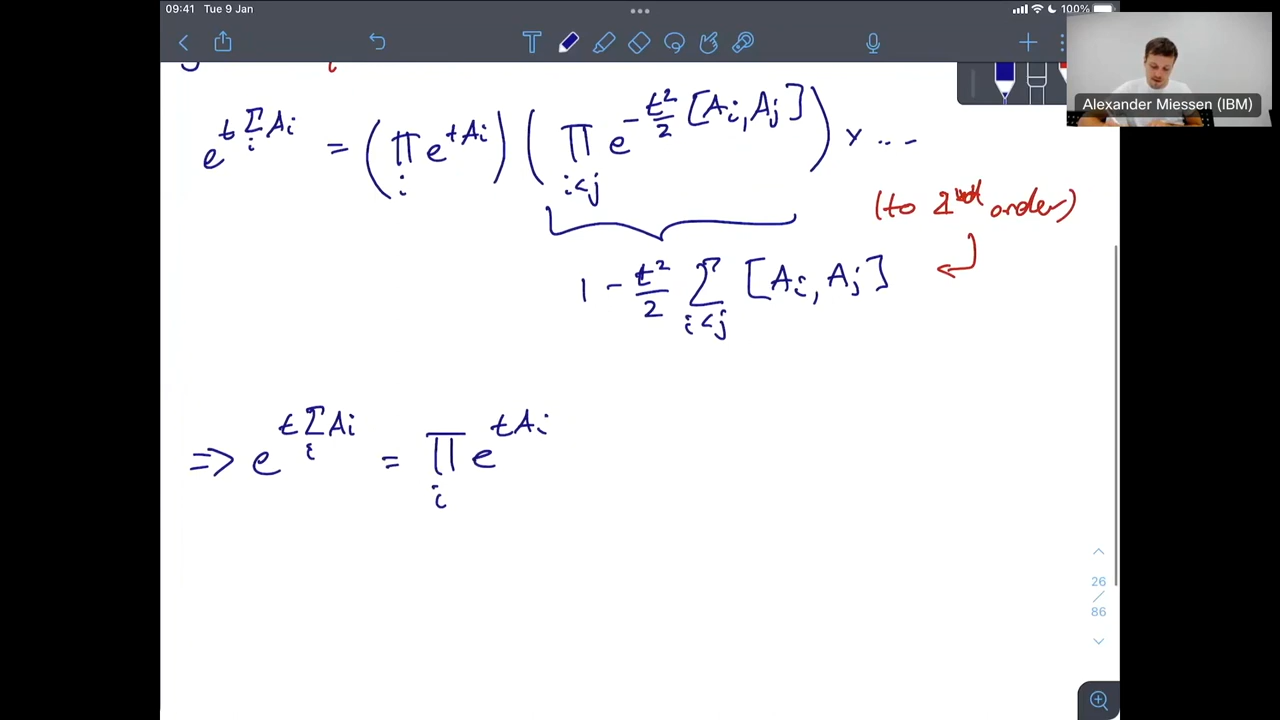 09:41 Tue 9 Jan
100%
Alexander Miessen (IBM)
e^{t Σ_i A_i} = (∏_i e^{tA_i}) (∏_{i<j} e^{-t²/2 [A_i, A_j]}) × ...
(to 2nd order)
1 - t²/2 Σ_{i<j} [A_i, A_j]
=> e^{t Σ_i A_i} = ∏_i e^{tA_i}
26
/
86